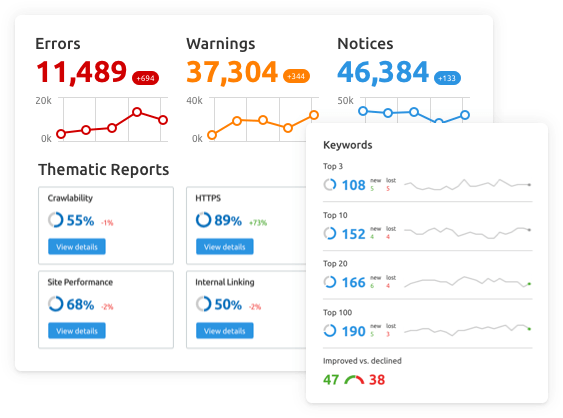 Errors
11,489 +694
20k
0k
Warnings
37,304 +344
40k
0k
Notices
46,384 +133
50k
Thematic Reports
Crawlability
55% -1%
View details
HTTPS
89% +73%
View details
Site Performance
68% -2%
View details
Internal Linking
50% -2%
View details
Keywords
Top 3
108 new 5 lost 5
Top 10
152 new 4 lost 4
Top 20
166 new 6 lost 4
Top 100
190 new 5 lost 3
Improved vs. declined
47 38